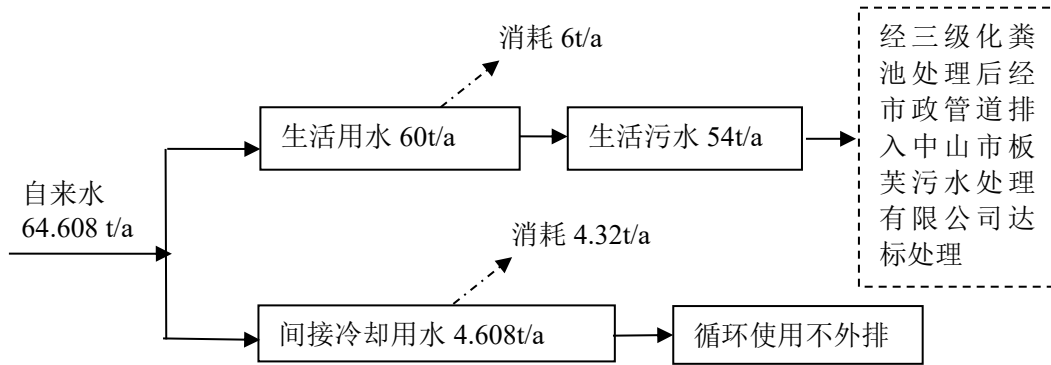 消耗 6t/a
生活用水 60t/a
生活污水 54t/a
经三级化粪
池处理后经
市政管道排
入中山市板
芙污水处理
有限公司达
标处理
自来水
64.608 t/a
消耗 4.32t/a
间接冷却用水 4.608t/a
循环使用不外排